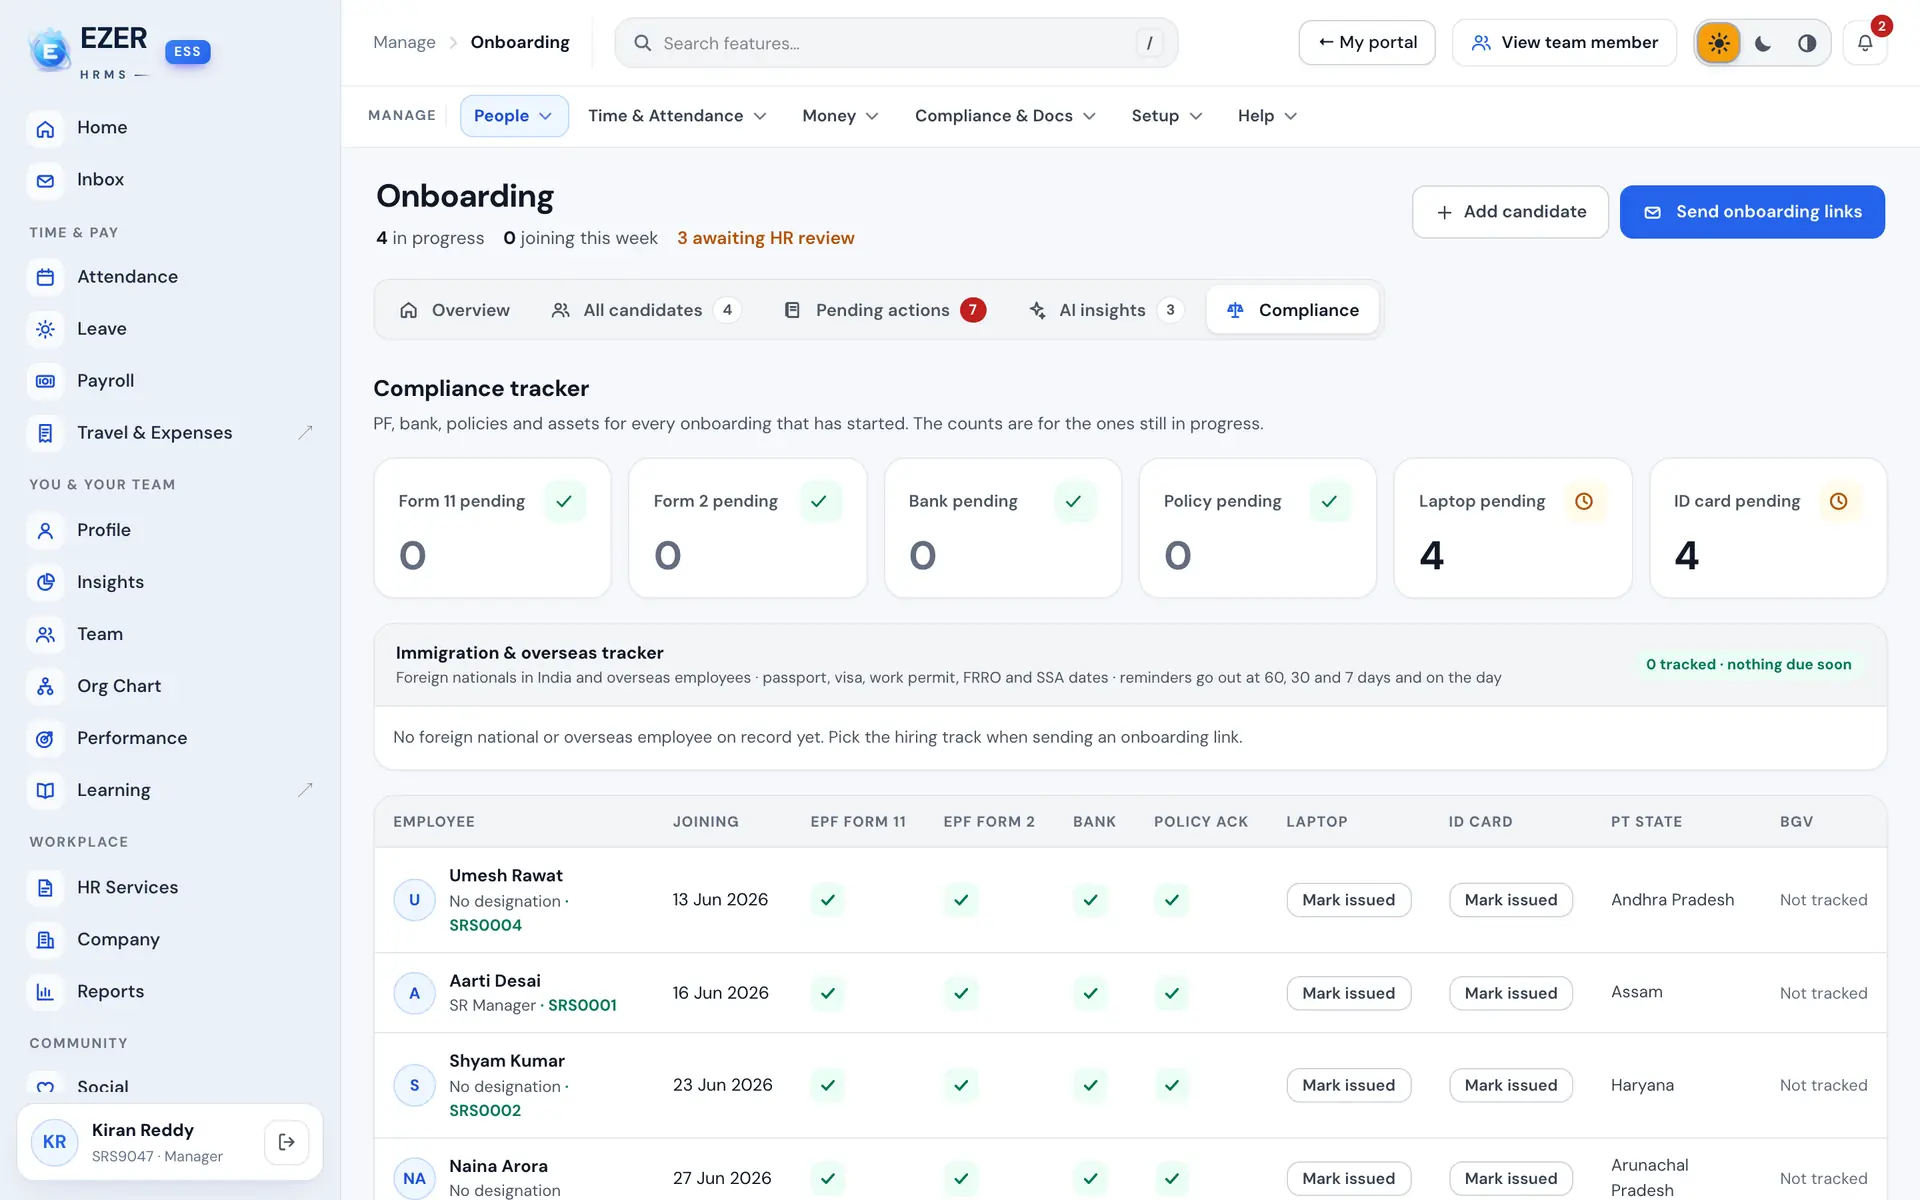 EZER
HRMS
ESS
Home
Inbox
TIME & PAY
Attendance
Leave
Payroll
Travel & Expenses
YOU & YOUR TEAM
Profile
Insights
Team
Org Chart
Performance
Learning
WORKPLACE
HR Services
Company
Reports
COMMUNITY
Social
KR
Kiran Reddy
SRS9047 · Manager
Manage
Onboarding
Search features...
/
← My portal
View team member
2
MANAGE
People
Time & Attendance
Money
Compliance & Docs
Setup
Help
Onboarding
4 in progress 0 joining this week 3 awaiting HR review
Add candidate
Send onboarding links
Overview
All candidates 4
Pending actions 7
AI insights 3
Compliance
Compliance tracker
PF, bank, policies and assets for every onboarding that has started. The counts are for the ones still in progress.
Form 11 pending
0
Form 2 pending
0
Bank pending
0
Policy pending
0
Laptop pending
4
ID card pending
4
Immigration & overseas tracker
Foreign nationals in India and overseas employees · passport, visa, work permit, FRRO and SSA dates · reminders go out at 60, 30 and 7 days and on the day
0 tracked · nothing due soon
No foreign national or overseas employee on record yet. Pick the hiring track when sending an onboarding link.
EMPLOYEE JOINING EPF FORM 11 EPF FORM 2 BANK POLICY ACK LAPTOP ID CARD PT STATE BGV
U
Umesh Rawat
No designation ·
SRS0004
13 Jun 2026
Mark issued
Mark issued
Andhra Pradesh
Not tracked
A
Aarti Desai
SR Manager · SRS0001
16 Jun 2026
Mark issued
Mark issued
Assam
Not tracked
S
Shyam Kumar
No designation ·
SRS0002
23 Jun 2026
Mark issued
Mark issued
Haryana
Not tracked
NA
Naina Arora
No designation
27 Jun 2026
Mark issued
Mark issued
Arunachal
Pradesh
Not tracked